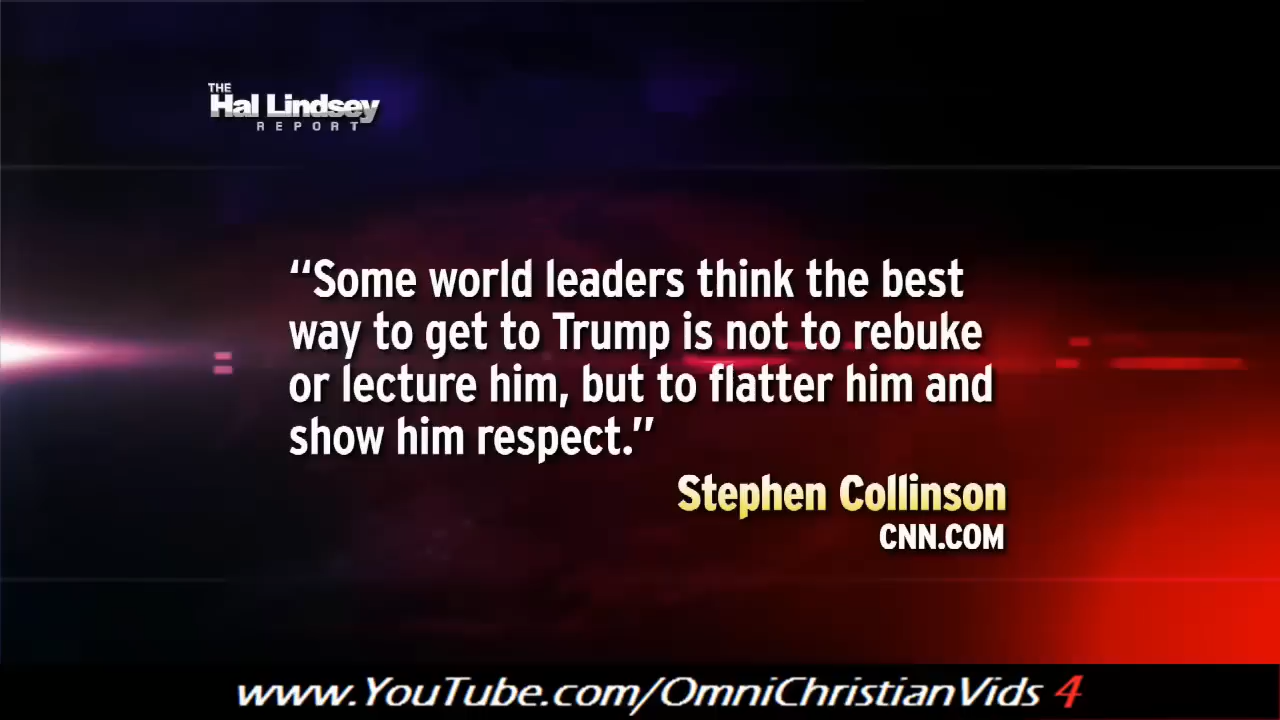 THE
Hal Lindsey
REPORT
“Some world leaders think the best
way to get to Trump is not to rebuke
or lecture him, but to flatter him and
show him respect.”
Stephen Collinson
CNN.COM
www.YouTube.com/OmniChristianVids 4